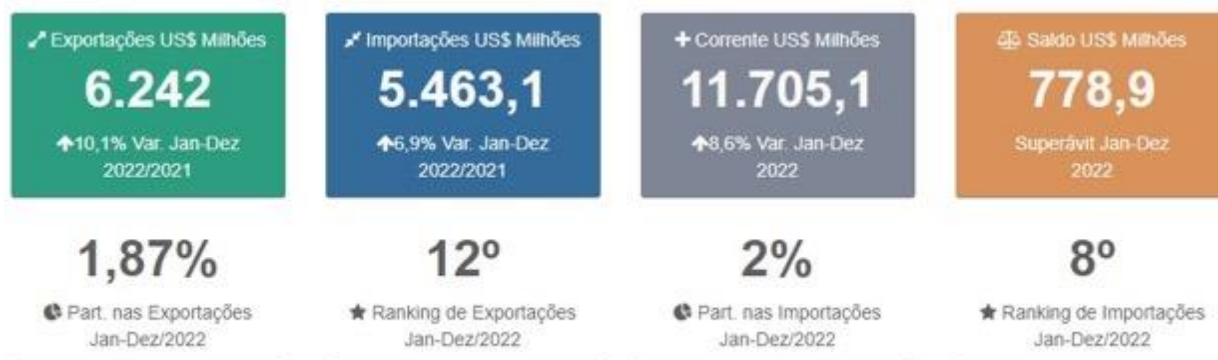 Exportações US$ Milhões
6.242
10,1% Var. Jan-Dez
2022/2021
Importações US$ Milhões
5.463,1
6,9% Var. Jan-Dez
2022/2021
Corrente US$ Milhões
11.705,1
8,6% Var. Jan-Dez
2022
Saldo US$ Milhões
778,9
Superávit Jan-Dez
2022
1,87%
Part. nas Exportações
Jan-Dez/2022
12º
Ranking de Exportações
Jan-Dez/2022
2%
Part. nas Importações
Jan-Dez/2022
8º
Ranking de Importações
Jan-Dez/2022